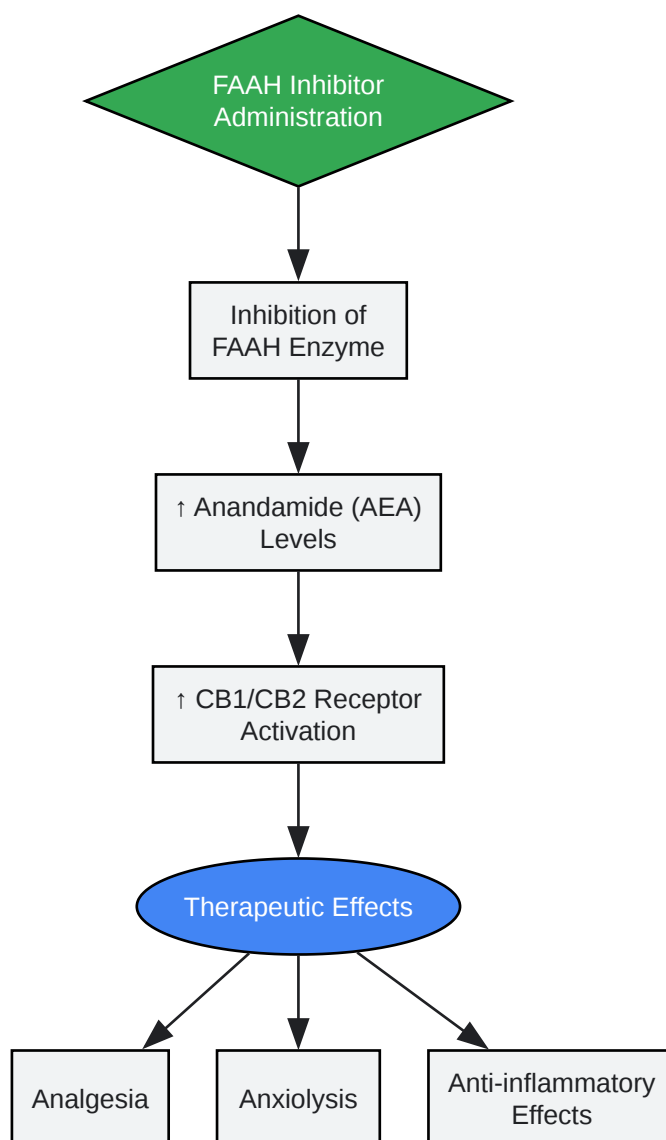 FAAH Inhibitor
Administration
Inhibition of
FAAH Enzyme
↑ Anandamide (AEA)
Levels
↑ CB1/CB2 Receptor
Activation
Therapeutic Effects
Analgesia
Anxiolysis
Anti-inflammatory
Effects